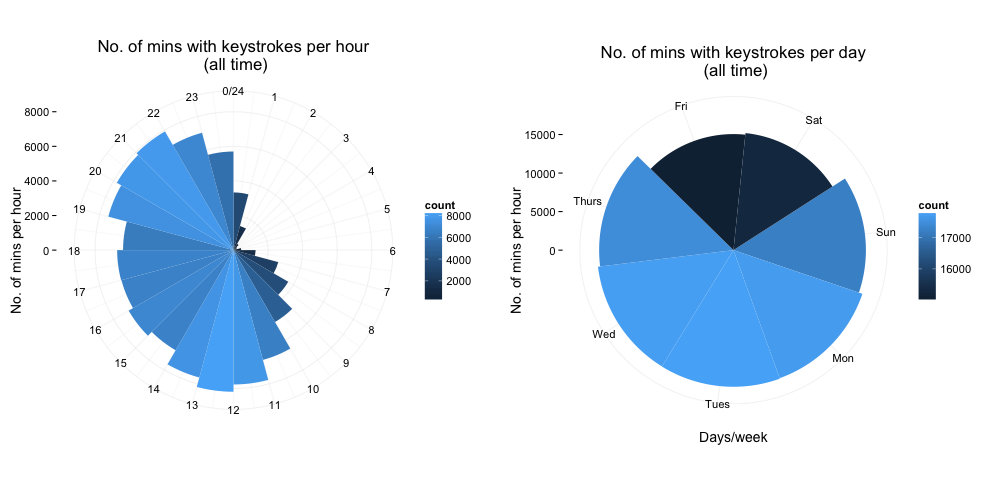 No. of mins with keystrokes per hour
(all time)
No. of mins per hour
8000
6000
4000
2000
0
0/24
1
2
3
4
5
6
7
8
9
10
11
12
13
14
15
16
17
18
19
20
21
22
23
count
8000
6000
4000
2000
No. of mins with keystrokes per day
(all time)
No. of mins per hour
15000
10000
5000
0
Fri
Sat
Sun
Mon
Tues
Wed
Thurs
Days/week
count
17000
16000